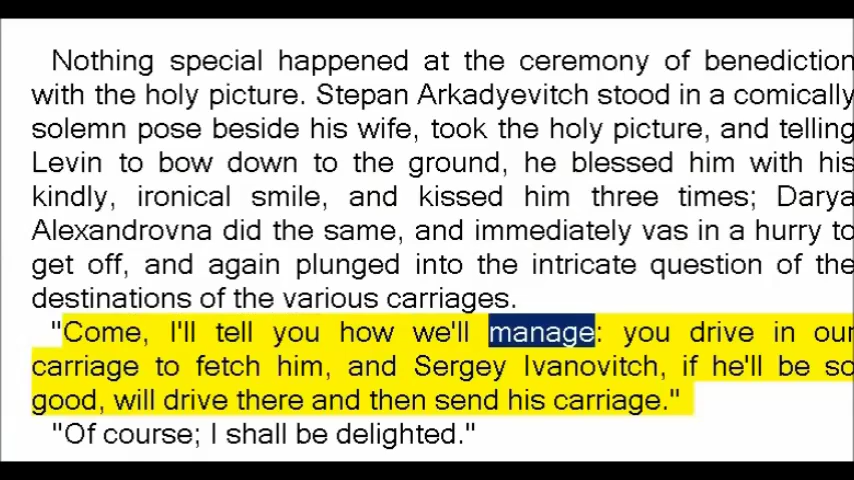 Nothing special happened at the ceremony of benediction
with the holy picture. Stepan Arkadyevitch stood in a comically
solemn pose beside his wife, took the holy picture, and telling
Levin to bow down to the ground, he blessed him with his
kindly, ironical smile, and kissed him three times; Darya
Alexandrovna did the same, and immediately vas in a hurry to
get off, and again plunged into the intricate question of the
destinations of the various carriages.
"Come, I'll tell you how we'll manage: you drive in our
carriage to fetch him, and Sergey Ivanovitch, if he'll be so
good, will drive there and then send his carriage."
"Of course; I shall be delighted."